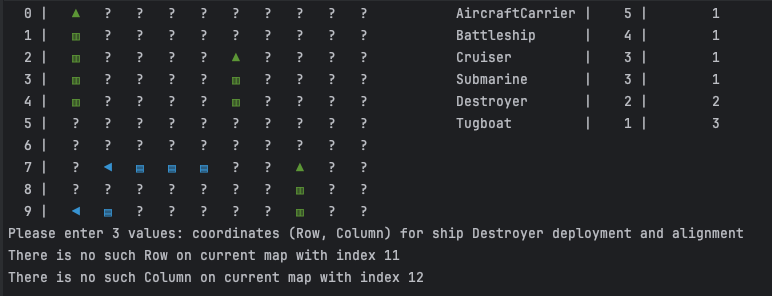 0 | ▲ ? ? ? ? ? ? ? ? ? AircraftCarrier | 5 | 1
1 | ▥ ? ? ? ? ? ? ? ? ? Battleship | 4 | 1
2 | ▥ ? ? ? ? ▲ ? ? ? ? Cruiser | 3 | 1
3 | ▥ ? ? ? ? ▥ ? ? ? ? Submarine | 3 | 1
4 | ▥ ? ? ? ? ▥ ? ? ? ? Destroyer | 2 | 2
5 | ? ? ? ? ? ? ? ? ? ? Tugboat | 1 | 3
6 | ? ? ? ? ? ? ? ? ? ?
7 | ? ◄ ▤ ▤ ▤ ? ? ▲ ? ?
8 | ? ? ? ? ? ? ? ▥ ? ?
9 | ◄ ▤ ? ? ? ? ? ▥ ? ?
Please enter 3 values: coordinates (Row, Column) for ship Destroyer deployment and alignment
There is no such Row on current map with index 11
There is no such Column on current map with index 12